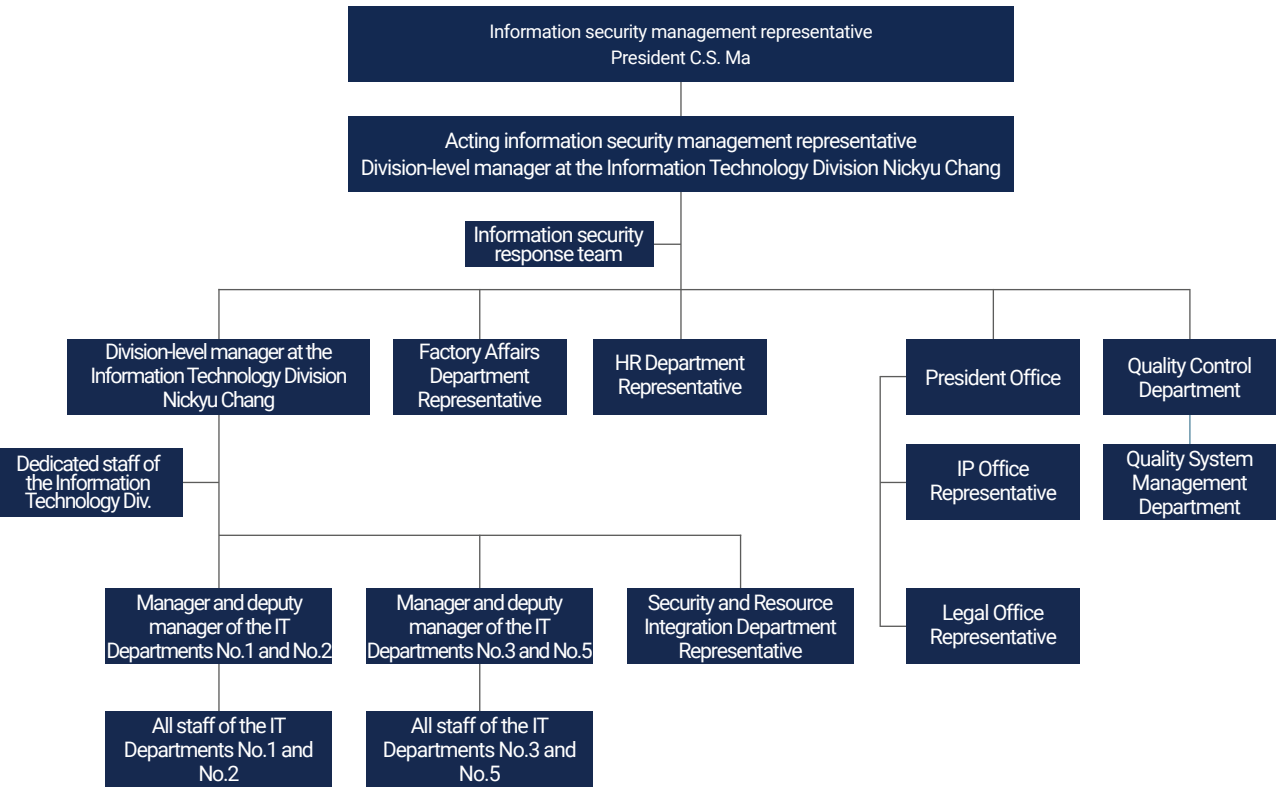 Information security management representative
President C.S. Ma
Acting information security management representative
Division-level manager at the Information Technology Division Nickyu Chang
Information security
response team
Division-level manager at the
Information Technology Division
Nickyu Chang
Factory Affairs
Department
Representative
HR Department
Representative
President Office
Quality Control
Department
Dedicated staff of
the Information
Technology Div.
IP Office
Representative
Quality System
Management
Department
Manager and deputy
manager of the IT
Departments No.1 and No.2
Manager and deputy
manager of the IT
Departments No.3 and No.5
Security and Resource
Integration Department
Representative
Legal Office
Representative
All staff of the IT
Departments No.1 and
No.2
All staff of the IT
Departments No.3 and
No.5